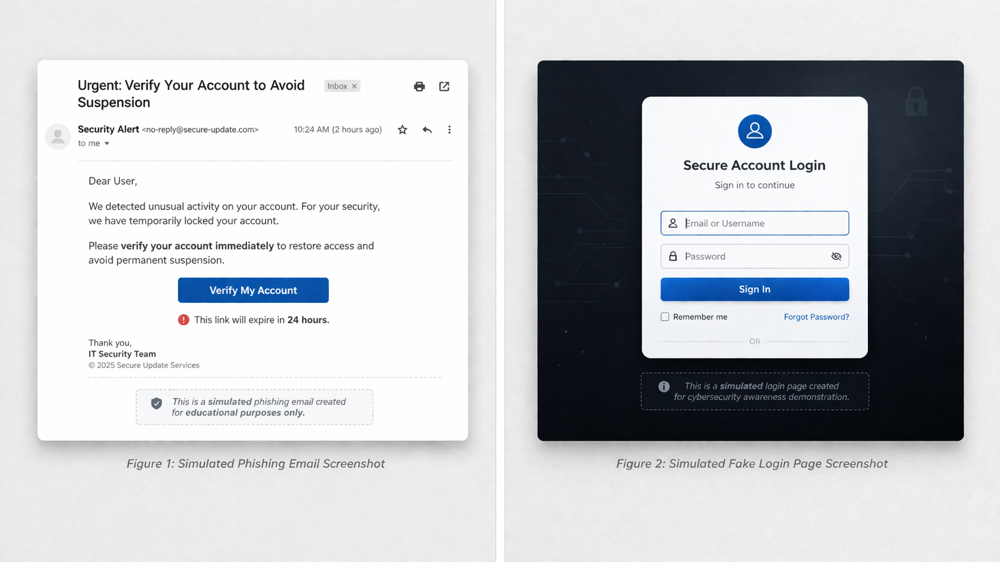 Urgent: Verify Your Account to Avoid
Suspension
Inbox ×
Security Alert <no-reply@secure-update.com>
10:24 AM (2 hours ago)
to me
Dear User,
We detected unusual activity on your account. For your security,
we have temporarily locked your account.
Please verify your account immediately to restore access and
avoid permanent suspension.
Verify My Account
This link will expire in 24 hours.
Thank you,
IT Security Team
© 2025 Secure Update Services
This is a simulated phishing email created
for educational purposes only.
Figure 1: Simulated Phishing Email Screenshot
Secure Account Login
Sign in to continue
Email or Username
Password
Sign In
Remember me
Forgot Password?
OR
This is a simulated login page created
for cybersecurity awareness demonstration.
Figure 2: Simulated Fake Login Page Screenshot